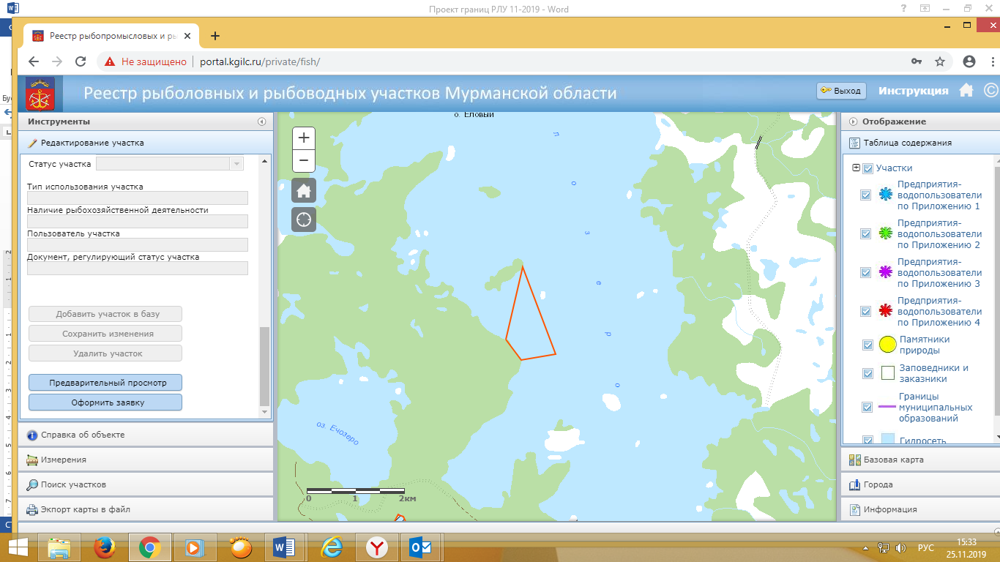 Проект границ РЛУ 11-2019 - Word
Реестр рыбопромысловых и ры
Не защищено
portal.kgilc.ru/private/fish/
Реестр рыболовных и рыбоводных участков Мурманской области
Выход
Инструкция
Инструменты
Редактирование участка
Статус участка
Тип использования участка
Наличие рыбохозяйственной деятельности
Пользователь участка
Документ, регулирующий статус участка
Добавить участок в базу
Сохранить изменения
Удалить участок
Предварительный просмотр
Оформить заявку
Справка об объекте
Измерения
Поиск участков
Экспорт карты в файл
о. Еловый
+
−
л
о
з
е
р
о
оз. Ечозеро
0 1 2км
Отображение
Таблица содержания
Участки
Предприятия-
водопользователи
по Приложению 1
Предприятия-
водопользователи
по Приложению 2
Предприятия-
водопользователи
по Приложению 3
Предприятия-
водопользователи
по Приложению 4
Памятники
природы
Заповедники и
заказники
Границы
муниципальных
образований
Гидросеть
Базовая карта
Города
Информация
РУС
15:33
25.11.2019